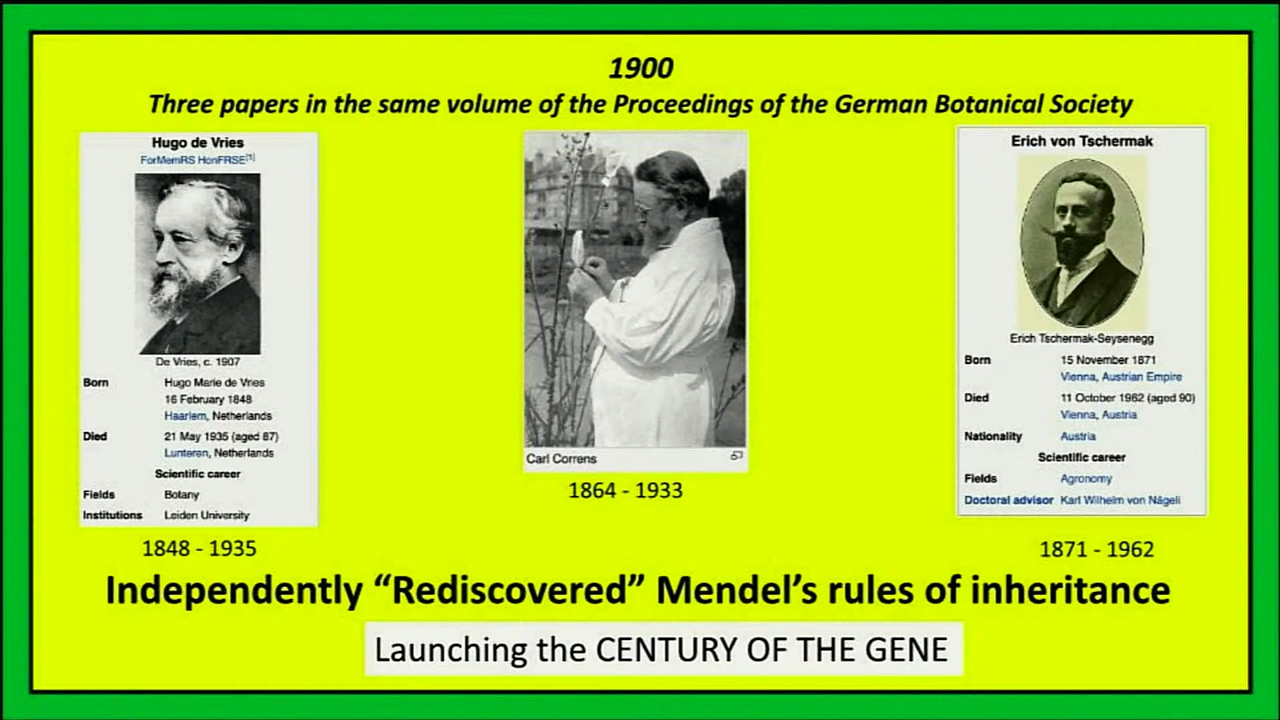 1900
Three papers in the same volume of the Proceedings of the German Botanical Society
Hugo de Vries
ForMemRS HonFRSE[1]
De Vries, c. 1907
Born Hugo Marie de Vries
16 February 1848
Haarlem, Netherlands
Died 21 May 1935 (aged 87)
Lunteren, Netherlands
Scientific career
Fields Botany
Institutions Leiden University
1848 - 1935
Carl Correns
1864 - 1933
Erich von Tschermak
Erich Tschermak-Seysenegg
Born 15 November 1871
Vienna, Austrian Empire
Died 11 October 1962 (aged 90)
Vienna, Austria
Nationality Austria
Scientific career
Fields Agronomy
Doctoral advisor Karl Wilhelm von Nägeli
1871 - 1962
Independently “Rediscovered” Mendel’s rules of inheritance
Launching the CENTURY OF THE GENE